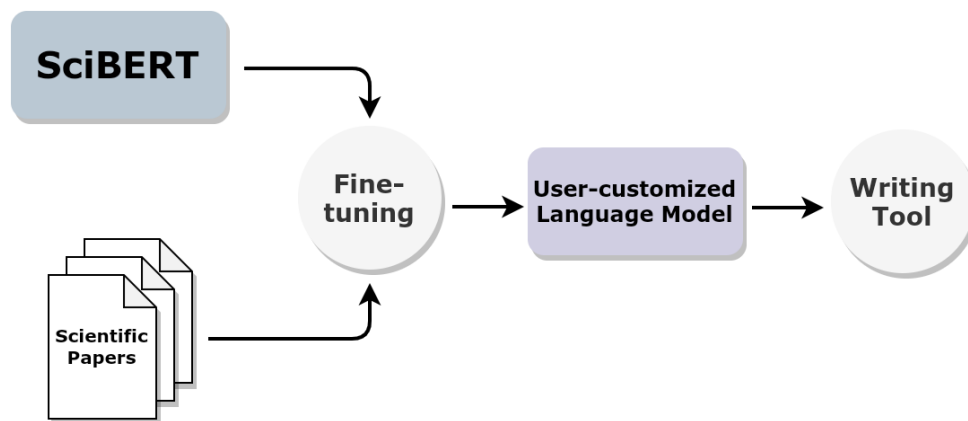 SciBERT
Fine-
tuning
User-customized
Language Model
Writing
Tool
Scientific
Papers